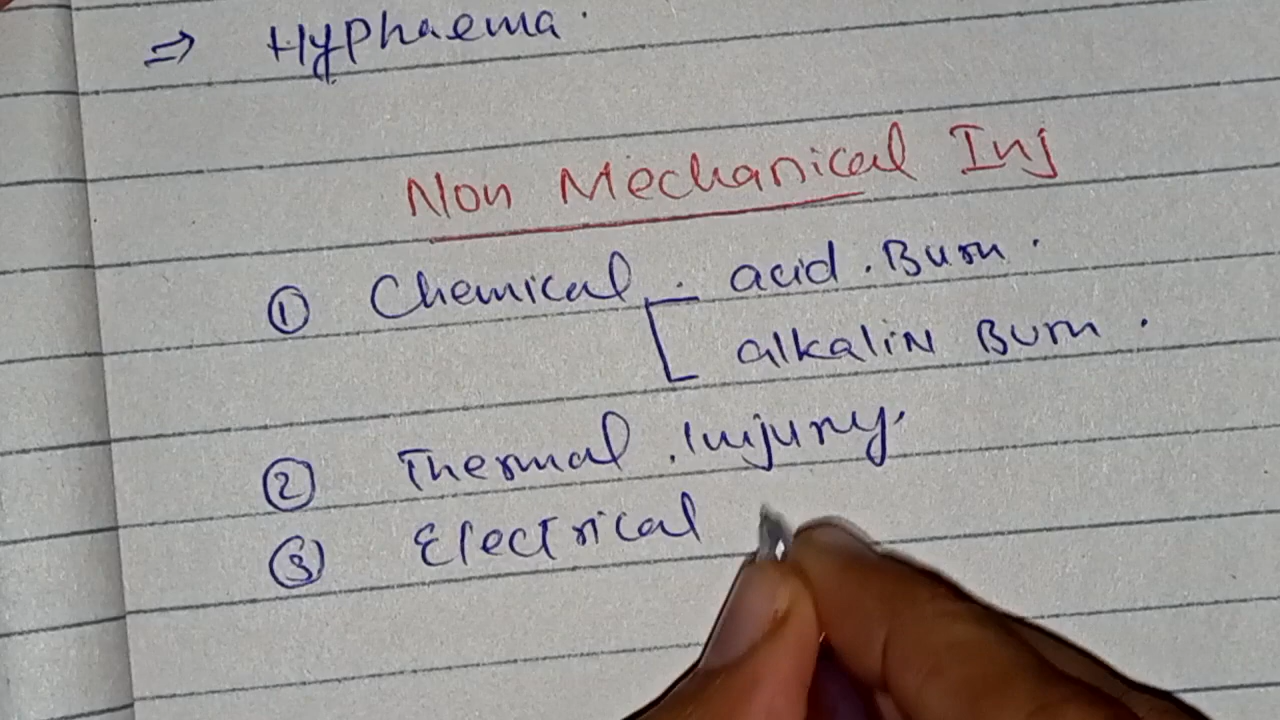 ⇒ Hyphaema.
Non Mechanical Inj
① Chemical . acid . Burn .
alkalin Burn .
② Thermal . Injury.
③ Electrical